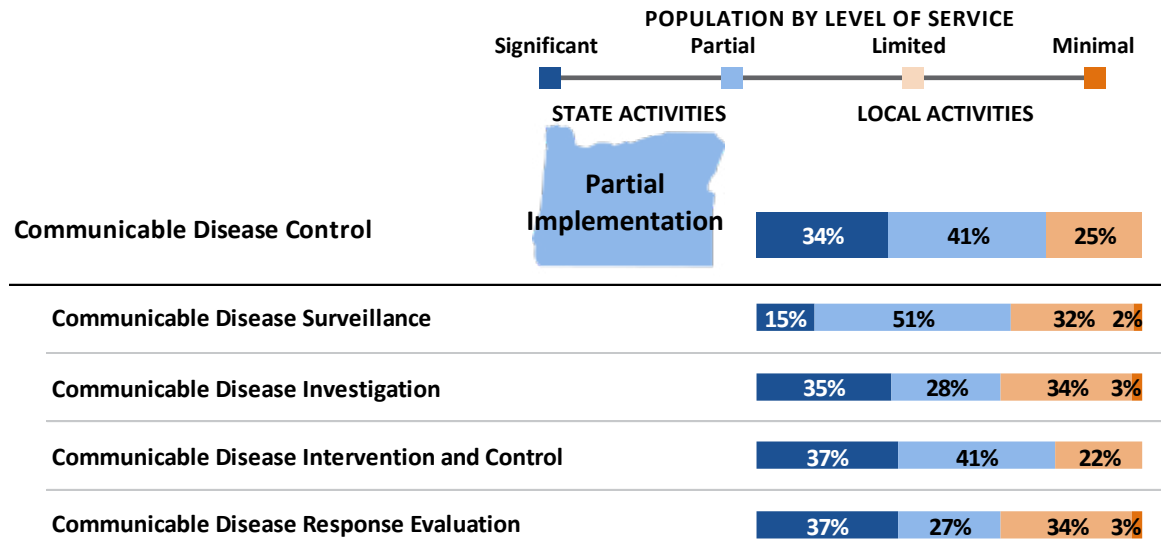 POPULATION BY LEVEL OF SERVICE
Significant Partial Limited Minimal
STATE ACTIVITIES LOCAL ACTIVITIES
Partial
Implementation
Communicable Disease Control 34% 41% 25%
Communicable Disease Surveillance 15% 51% 32% 2%
Communicable Disease Investigation 35% 28% 34% 3%
Communicable Disease Intervention and Control 37% 41% 22%
Communicable Disease Response Evaluation 37% 27% 34% 3%